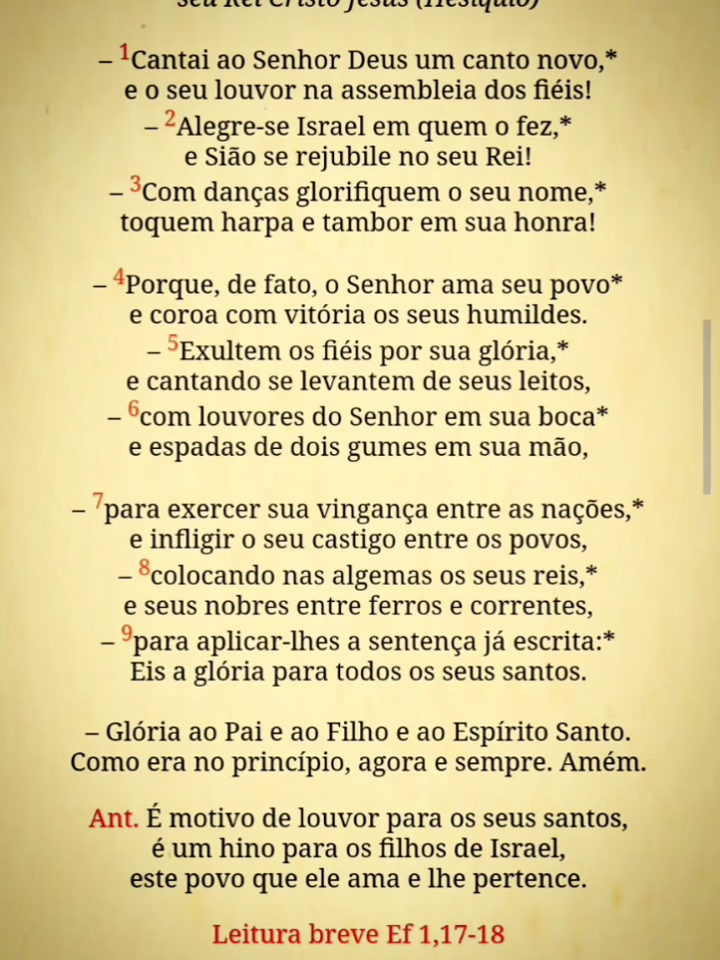 seu Rei Cristo Jesus (Hesíquio)
– 1Cantai ao Senhor Deus um canto novo,*
e o seu louvor na assembleia dos fiéis!
– 2Alegre-se Israel em quem o fez,*
e Sião se rejubile no seu Rei!
– 3Com danças glorifiquem o seu nome,*
toquem harpa e tambor em sua honra!
– 4Porque, de fato, o Senhor ama seu povo*
e coroa com vitória os seus humildes.
– 5Exultem os fiéis por sua glória,*
e cantando se levantem de seus leitos,
– 6com louvores do Senhor em sua boca*
e espadas de dois gumes em sua mão,
– 7para exercer sua vingança entre as nações,*
e infligir o seu castigo entre os povos,
– 8colocando nas algemas os seus reis,*
e seus nobres entre ferros e correntes,
– 9para aplicar-lhes a sentença já escrita:*
Eis a glória para todos os seus santos.
– Glória ao Pai e ao Filho e ao Espírito Santo.
Como era no princípio, agora e sempre. Amém.
Ant. É motivo de louvor para os seus santos,
é um hino para os filhos de Israel,
este povo que ele ama e lhe pertence.
Leitura breve Ef 1,17-18